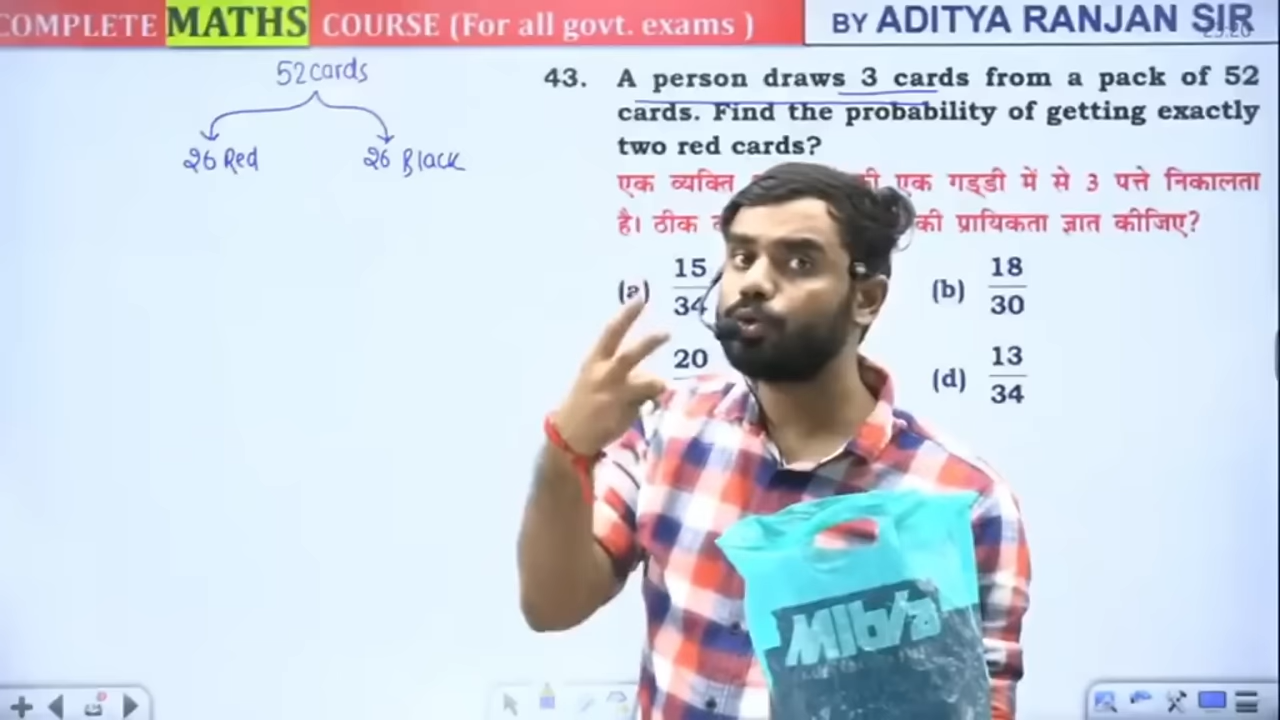 COMPLETE MATHS COURSE (For all govt. exams )
BY ADITYA RANJAN SIR
52 cards
26 Red
26 Black
43. A person draws 3 cards from a pack of 52
cards. Find the probability of getting exactly
two red cards?
एक व्यक्ति की एक गड्डी में से 3 पत्ते निकालता
है। ठीक की प्रायिकता ज्ञात कीजिए?
(a) 15/34
(b) 18/30
20
(d) 13/34